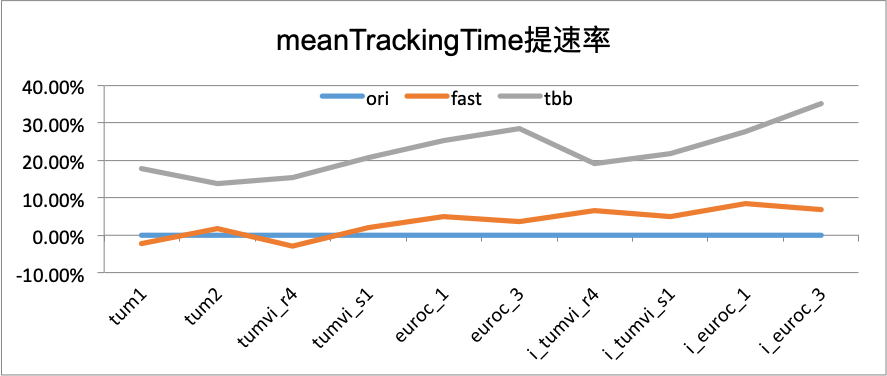 meanTrackingTime提速率
ori fast tbb
40.00%
30.00%
20.00%
10.00%
0.00%
-10.00%
tum1 tum2 tumvi_r4 tumvi_s1 euroc_1 euroc_3 i_tumvi_r4 i_tumvi_s1 i_euroc_1 i_euroc_3